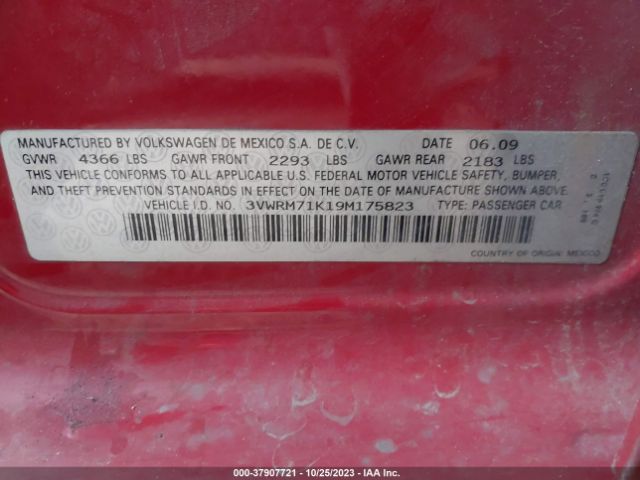 MANUFACTURED BY VOLKSWAGEN DE MEXICO S.A. DE C.V. DATE 06.09
GVWR 4366 LBS GAWR FRONT 2293 LBS GAWR REAR 2183 LBS
THIS VEHICLE CONFORMS TO ALL APPLICABLE U.S. FEDERAL MOTOR VEHICLE SAFETY, BUMPER,
AND THEFT PREVENTION STANDARDS IN EFFECT ON THE DATE OF MANUFACTURE SHOWN ABOVE.
VEHICLE I.D. NO. 3VWRM71K19M175823 TYPE: PASSENGER CAR
COUNTRY OF ORIGIN: MEXICO
000-37907721 - 10/25/2023 - IAA Inc.